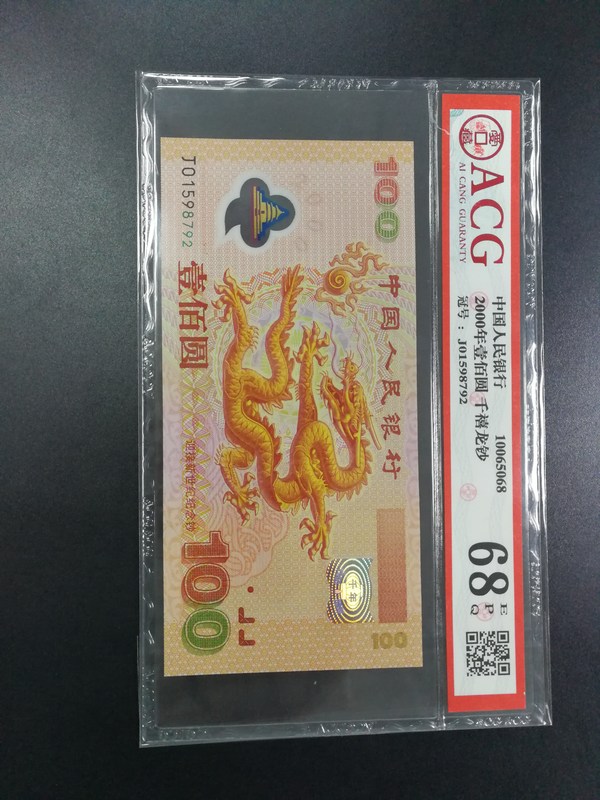 爱藏
ACG
AI CANG GUARANTY
中国人民银行 10065068
2000年壹佰圆 千禧龙钞
冠号：J01598792
68
E
P
Q
100
中国人民银行
100
J01598792
壹佰圆
迎接新世纪纪念钞
100
千年